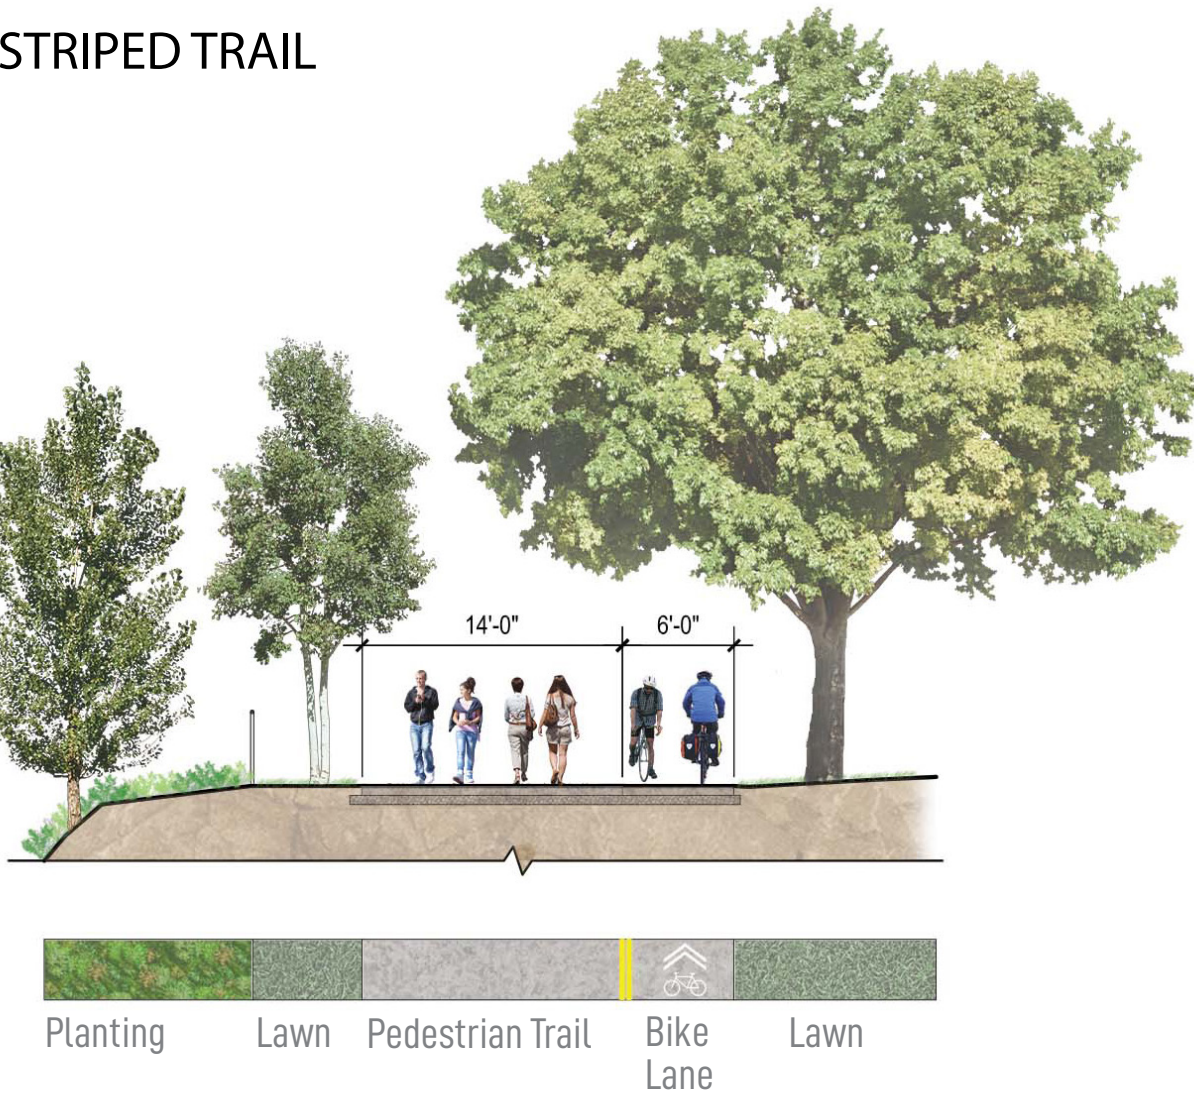 STRIPED TRAIL
14'-0"
6'-0"
Planting
Lawn
Pedestrian Trail
Bike
Lane
Lawn